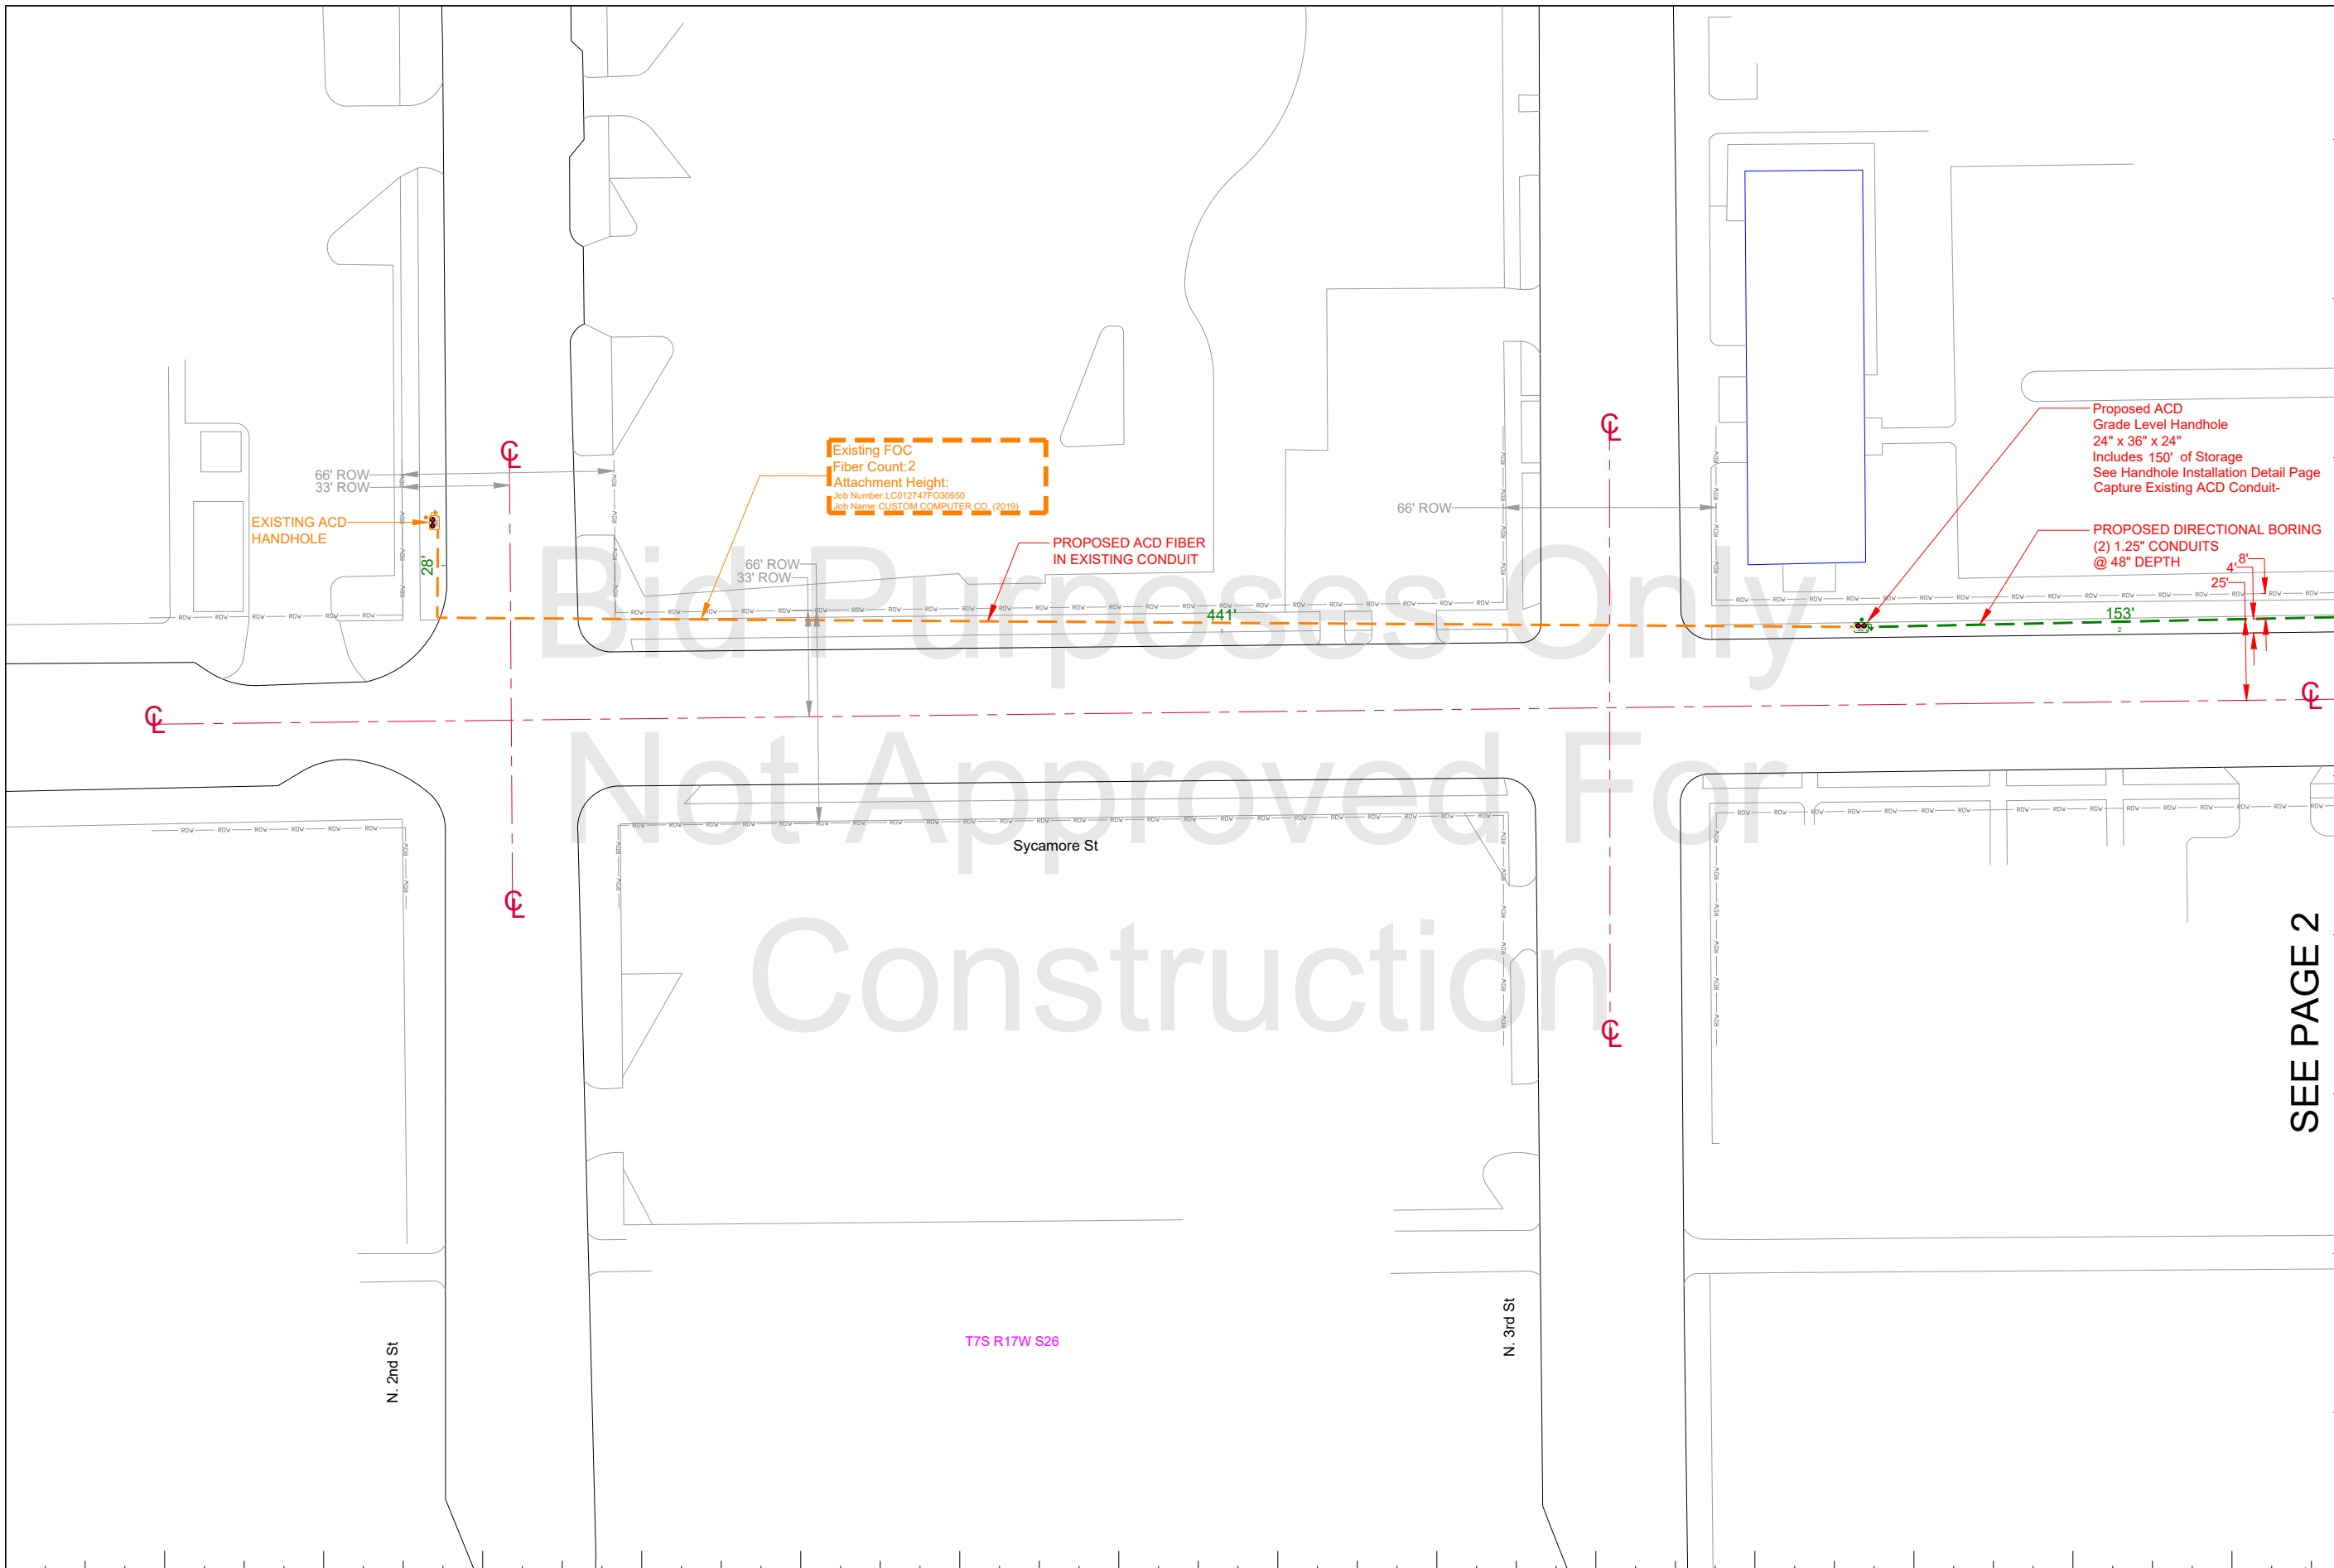 66' ROW
33' ROW
EXISTING ACD
HANDHOLE
28'
Existing FOC
Fiber Count:2
Attachment Height:
Job Number:LC012747FO30950
Job Name:CUSTOM COMPUTER CO. (2019)
66' ROW
33' ROW
PROPOSED ACD FIBER
IN EXISTING CONDUIT
441'
1
66' ROW
Proposed ACD
Grade Level Handhole
24" x 36" x 24"
Includes 150' of Storage
See Handhole Installation Detail Page
Capture Existing ACD Conduit-
PROPOSED DIRECTIONAL BORING
(2) 1.25" CONDUITS
@ 48" DEPTH
8'
4'
25'
153'
2
Bid Purposes Only
Not Approved For
Construction
Sycamore St
SEE PAGE 2
T7S R17W S26
N. 2nd St
N. 3rd St